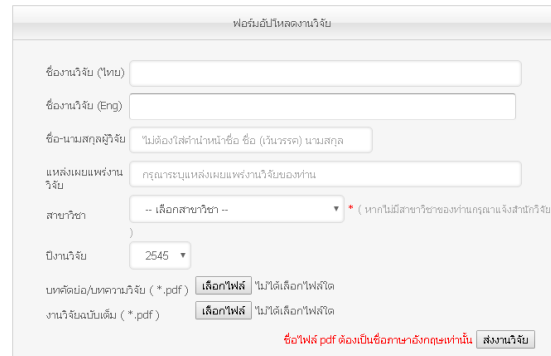 ฟอร์มอัปโหลดงานวิจัย
ชื่องานวิจัย (ไทย)
ชื่องานวิจัย (Eng)
ชื่อ-นามสกุลผู้วิจัย ไม่ต้องใส่คำนำหน้าชื่อ ชื่อ (เว้นวรรค) นามสกุล
แหล่งเผยแพร่งาน
วิจัย กรุณาระบุแหล่งเผยแพร่งานวิจัยของท่าน
สาขาวิชา -- เลือกสาขาวิชา -- * ( หากไม่มีสาขาวิชาของท่านกรุณาแจ้งสำนักวิจัย
)
ปีงานวิจัย 2545
บทคัดย่อ/บทความวิจัย ( *.pdf ) เลือกไฟล์ ไม่ได้เลือกไฟล์ใด
งานวิจัยฉบับเต็ม ( *.pdf ) เลือกไฟล์ ไม่ได้เลือกไฟล์ใด
ชื่อไฟล์ pdf ต้องเป็นชื่อภาษาอังกฤษเท่านั้น ส่งงานวิจัย